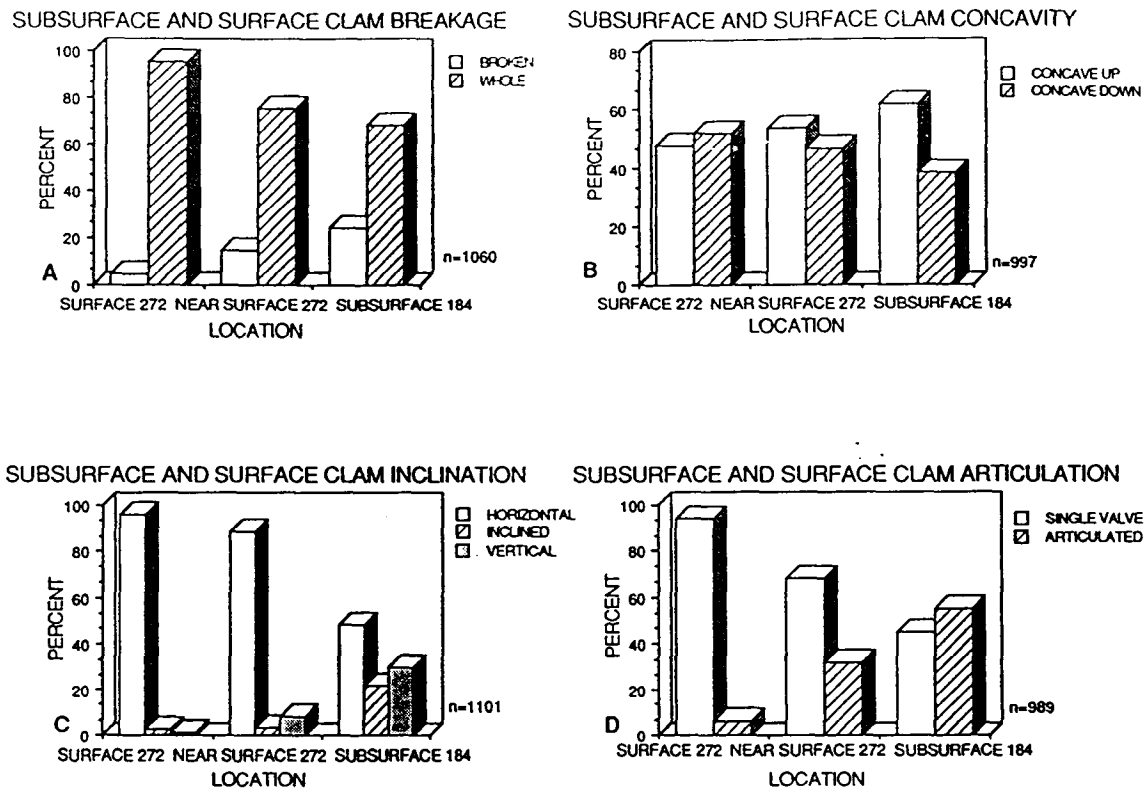 SUBSURFACE AND SURFACE CLAM BREAKAGE
100
80
60
40
20
0
PERCENT
BROKEN
WHOLE
A
n=1060
SURFACE 272 NEAR SURFACE 272 SUBSURFACE 184
LOCATION
SUBSURFACE AND SURFACE CLAM CONCAVITY
80
60
40
20
0
PERCENT
CONCAVE UP
CONCAVE DOWN
B
n=997
SURFACE 272 NEAR SURFACE 272 SUBSURFACE 184
LOCATION
SUBSURFACE AND SURFACE CLAM INCLINATION
100
80
60
40
20
0
PERCENT
HORIZONTAL
INCLINED
VERTICAL
C
n=1101
SURFACE 272 NEAR SURFACE 272 SUBSURFACE 184
LOCATION
SUBSURFACE AND SURFACE CLAM ARTICULATION
100
80
60
40
20
0
PERCENT
SINGLE VALVE
ARTICULATED
D
n=989
SURFACE 272 NEAR SURFACE 272 SUBSURFACE 184
LOCATION